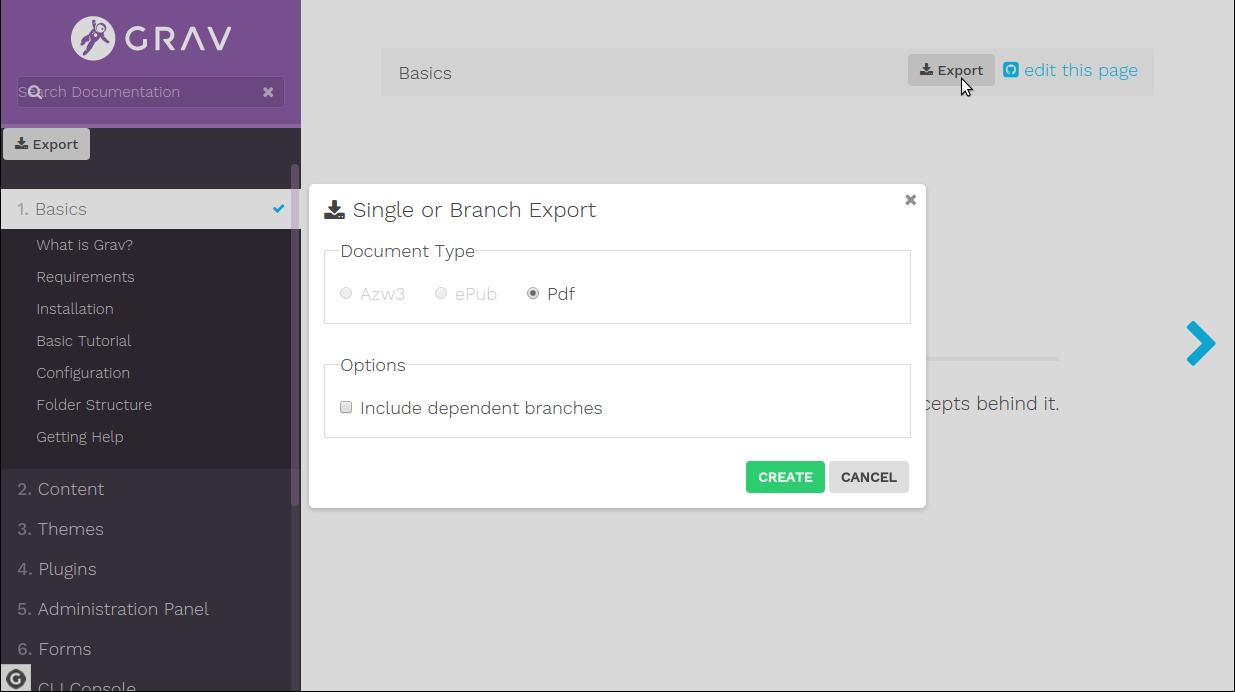 GRAV
Search Documentation
Export
1. Basics
What is Grav?
Requirements
Installation
Basic Tutorial
Configuration
Folder Structure
Getting Help
2. Content
3. Themes
4. Plugins
5. Administration Panel
6. Forms
CLI Console
Basics
Export
edit this page
Single or Branch Export
Document Type
Azw3 ePub Pdf
Options
Include dependent branches
CREATE CANCEL
behind it.